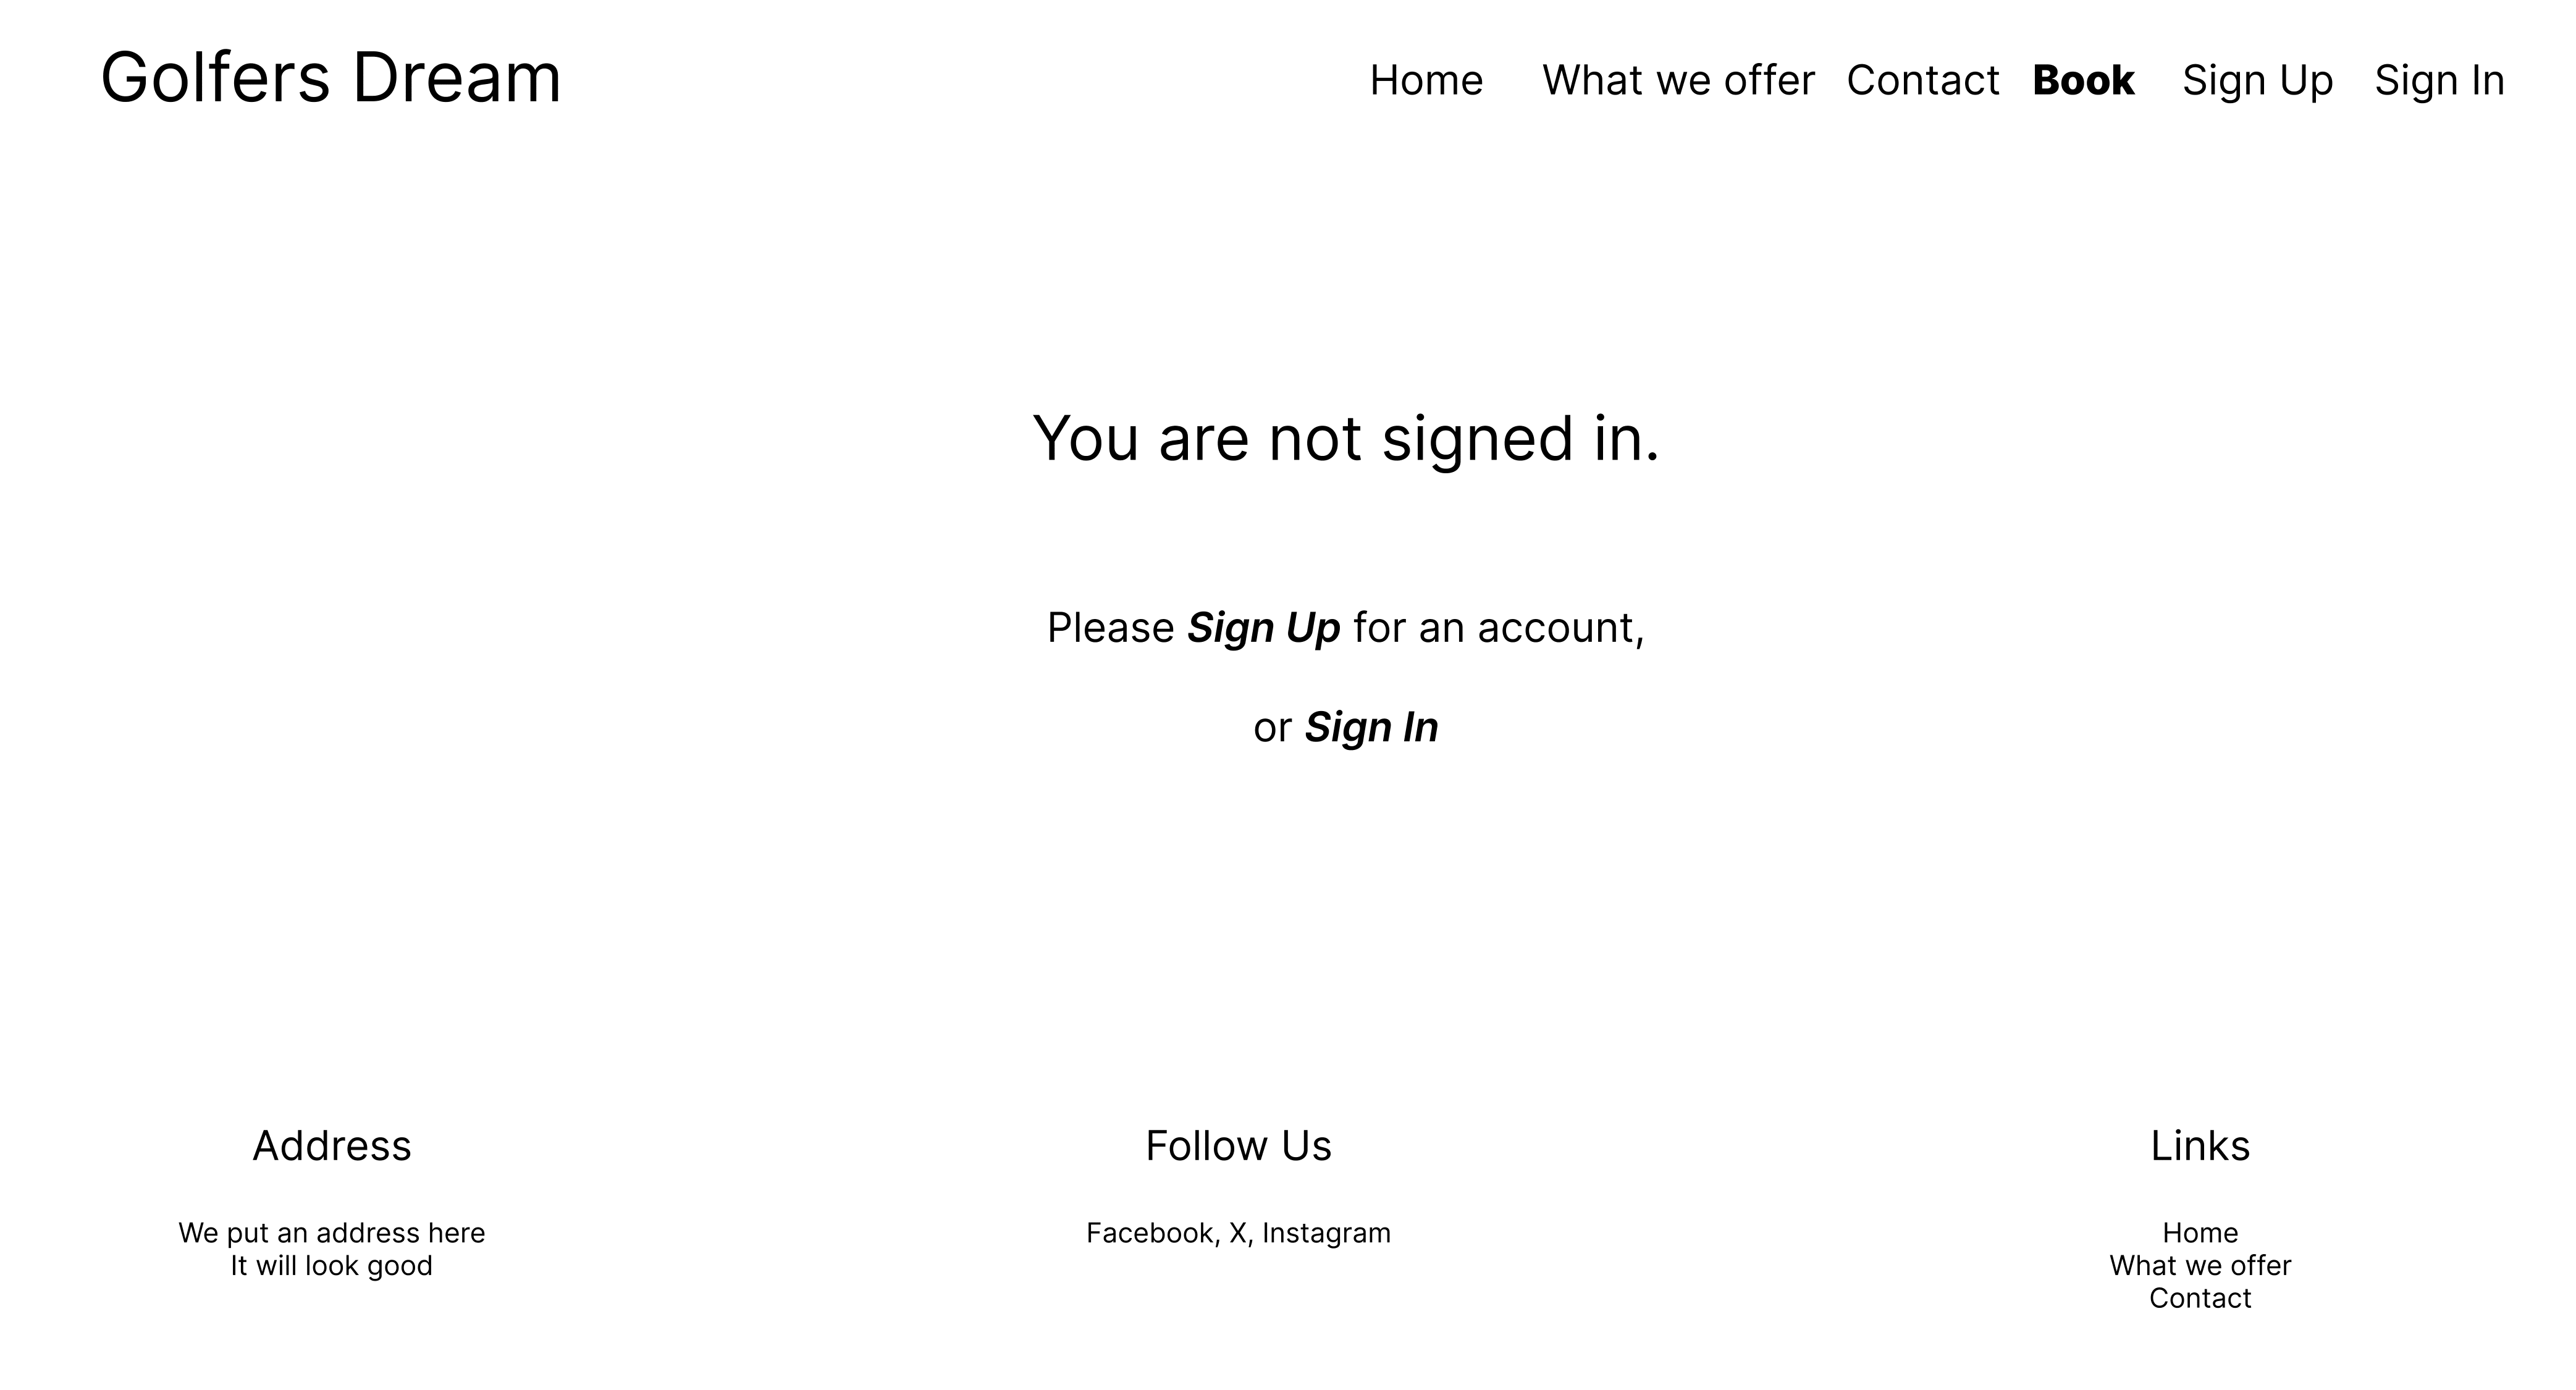 Golfers Dream
Home What we offer Contact Book Sign Up Sign In
You are not signed in.
Please Sign Up for an account,
or Sign In
Address
We put an address here
It will look good
Follow Us
Facebook, X, Instagram
Links
Home
What we offer
Contact